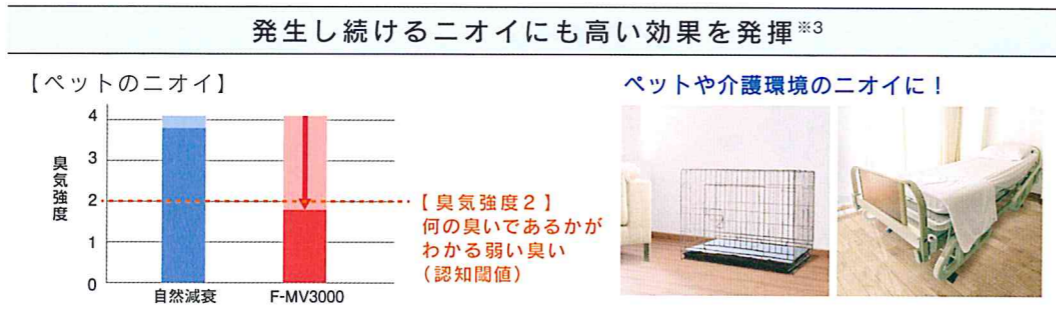 発生し続けるニオイにも高い効果を発揮※3
【ペットのニオイ】
臭気強度
4
3
2
1
0
自然減衰
F-MV3000
【臭気強度2】
何の臭いであるかが
わかる弱い臭い
（認知閾値）
ペットや介護環境のニオイに！